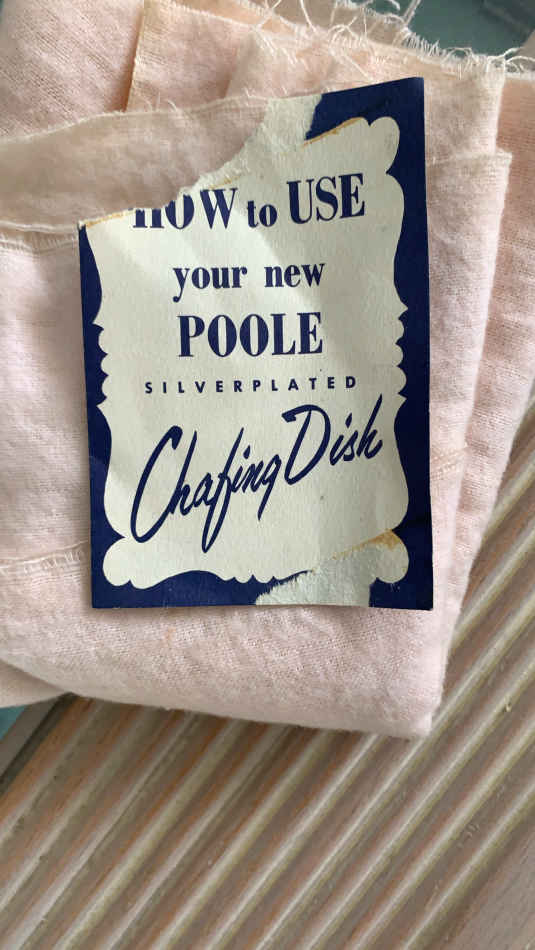 HOW to USE
your new
POOLE
SILVERPLATED
Chafing Dish